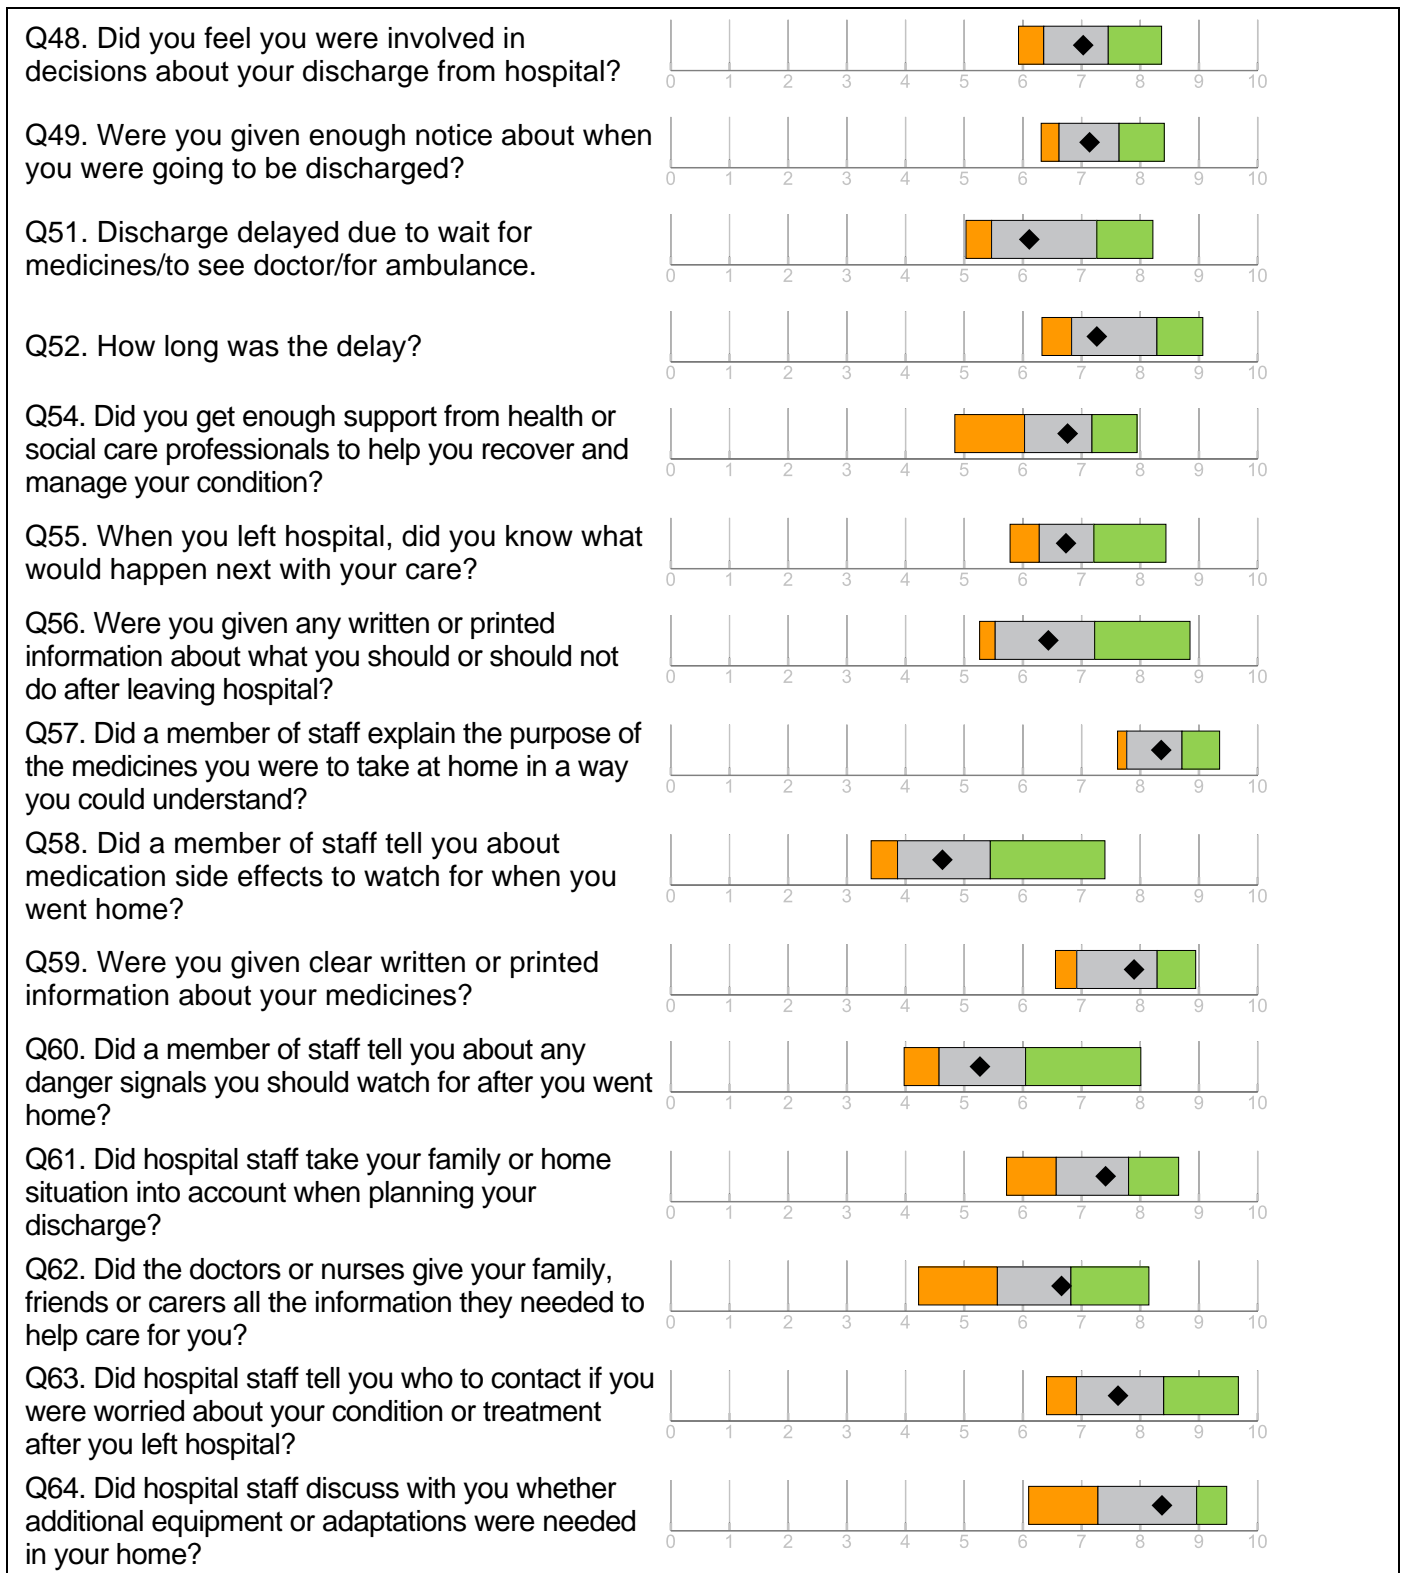 Q48. Did you feel you were involved in
decisions about your discharge from hospital?
0 1 2 3 4 5 6 7 8 9 10
Q49. Were you given enough notice about when
you were going to be discharged?
0 1 2 3 4 5 6 7 8 9 10
Q51. Discharge delayed due to wait for
medicines/to see doctor/for ambulance.
0 1 2 3 4 5 6 7 8 9 10
Q52. How long was the delay?
0 1 2 3 4 5 6 7 8 9 10
Q54. Did you get enough support from health or
social care professionals to help you recover and
manage your condition?
0 1 2 3 4 5 6 7 8 9 10
Q55. When you left hospital, did you know what
would happen next with your care?
0 1 2 3 4 5 6 7 8 9 10
Q56. Were you given any written or printed
information about what you should or should not
do after leaving hospital?
0 1 2 3 4 5 6 7 8 9 10
Q57. Did a member of staff explain the purpose of
the medicines you were to take at home in a way
you could understand?
0 1 2 3 4 5 6 7 8 9 10
Q58. Did a member of staff tell you about
medication side effects to watch for when you
went home?
0 1 2 3 4 5 6 7 8 9 10
Q59. Were you given clear written or printed
information about your medicines?
0 1 2 3 4 5 6 7 8 9 10
Q60. Did a member of staff tell you about any
danger signals you should watch for after you went
home?
0 1 2 3 4 5 6 7 8 9 10
Q61. Did hospital staff take your family or home
situation into account when planning your
discharge?
0 1 2 3 4 5 6 7 8 9 10
Q62. Did the doctors or nurses give your family,
friends or carers all the information they needed to
help care for you?
0 1 2 3 4 5 6 7 8 9 10
Q63. Did hospital staff tell you who to contact if you
were worried about your condition or treatment
after you left hospital?
0 1 2 3 4 5 6 7 8 9 10
Q64. Did hospital staff discuss with you whether
additional equipment or adaptations were needed
in your home?
0 1 2 3 4 5 6 7 8 9 10